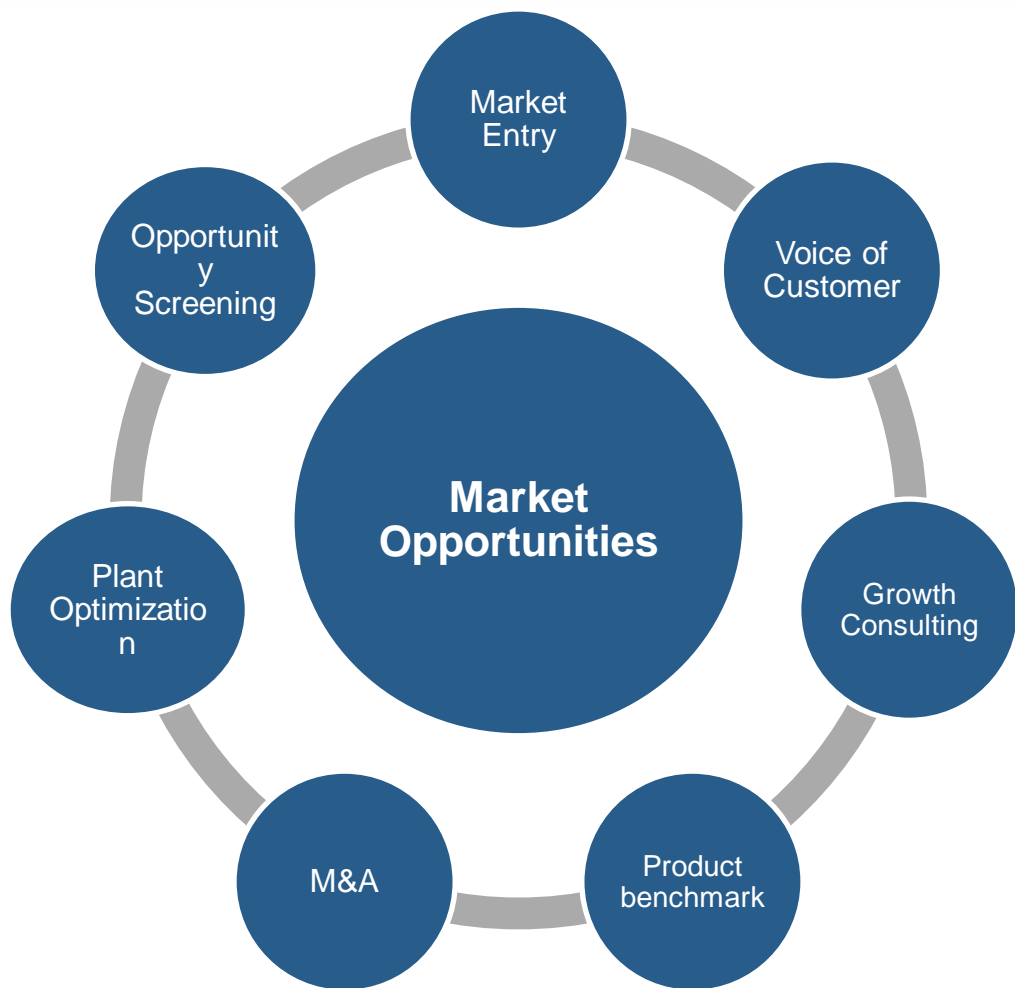 Market
Entry
Voice of
Customer
Growth
Consulting
Product
benchmark
M&A
Plant
Optimizatio
n
Opportunit
y
Screening
Market
Opportunities